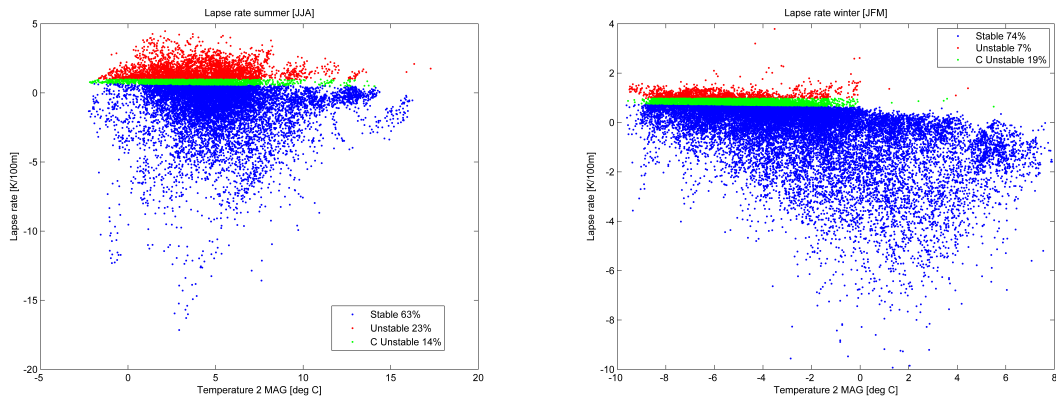 Lapse rate summer [JJA]
5
0
-5
-10
-15
-20
Lapse rate [K/100m]
Stable 63%
Unstable 23%
C Unstable 14%
-5
0
5
10
15
20
Temperature 2 MAG [deg C]
Lapse rate winter [JFM]
4
2
0
-2
-4
-6
-8
-10
Lapse rate [K/100m]
Stable 74%
Unstable 7%
C Unstable 19%
-10
-8
-6
-4
-2
0
2
4
6
8
Temperature 2 MAG [deg C]